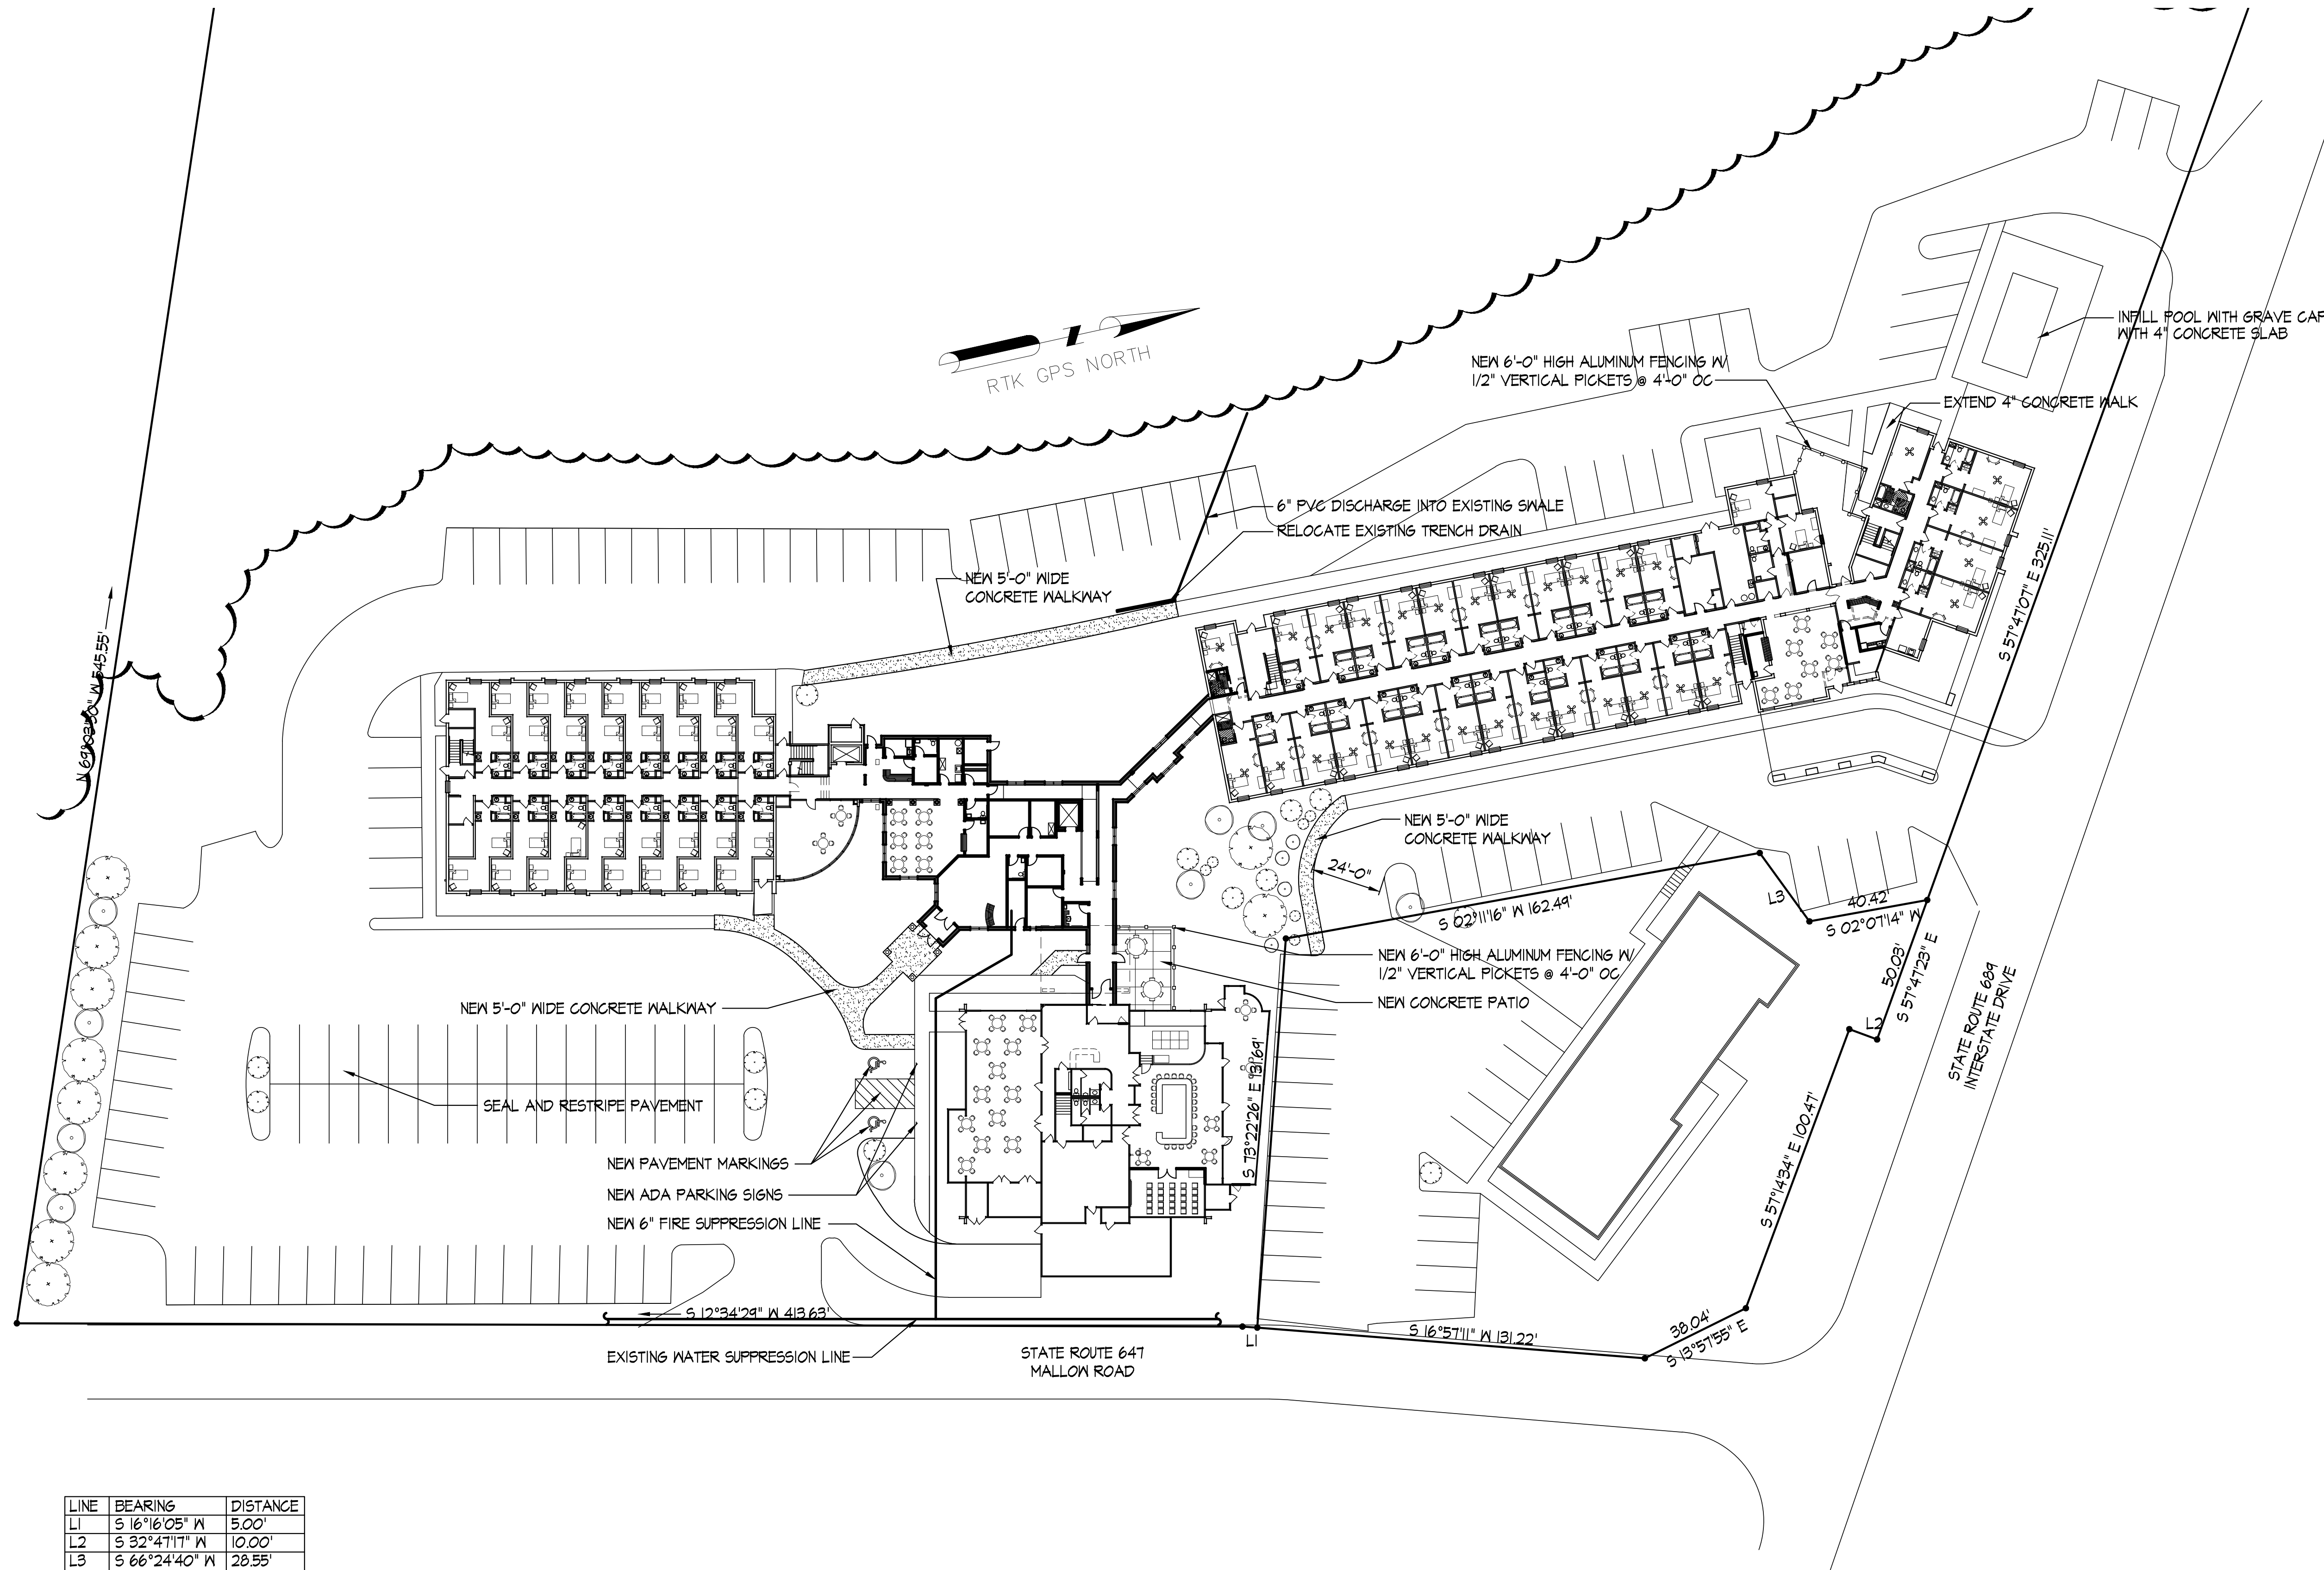 RTK GPS NORTH
INFILL POOL WITH GRAVE CAP
WITH 4" CONCRETE SLAB
NEW 6'-0" HIGH ALUMINUM FENCING W/
1/2" VERTICAL PICKETS @ 4'-0" OC
EXTEND 4" CONCRETE WALK
6" PVC DISCHARGE INTO EXISTING SWALE
RELOCATE EXISTING TRENCH DRAIN
NEW 5'-0" WIDE
CONCRETE WALKWAY
S 57°47'07" E 325.11'
N 69°03'30" W 545.55'
NEW 5'-0" WIDE
CONCRETE WALKWAY
24'-0"
L3
40.42'
S 02°07'14" W
S 02°11'16" W 162.49'
NEW 6'-0" HIGH ALUMINUM FENCING W/
1/2" VERTICAL PICKETS @ 4'-0" OC
NEW CONCRETE PATIO
50.03'
S 57°47'23" E
STATE ROUTE 689
INTERSTATE DRIVE
L2
NEW 5'-0" WIDE CONCRETE WALKWAY
S 73°22'26" E 131.69'
SEAL AND RESTRIPE PAVEMENT
S 57°14'34" E 100.47'
NEW PAVEMENT MARKINGS
NEW ADA PARKING SIGNS
NEW 6" FIRE SUPPRESSION LINE
S 12°34'29" W 413.63'
L1
S 16°57'11" W 131.22'
38.04'
S 13°57'55" E
EXISTING WATER SUPPRESSION LINE
STATE ROUTE 647
MALLOW ROAD
LINE BEARING DISTANCE
L1 S 16°16'05" W 5.00'
L2 S 32°47'17" W 10.00'
L3 S 66°24'40" W 28.55'